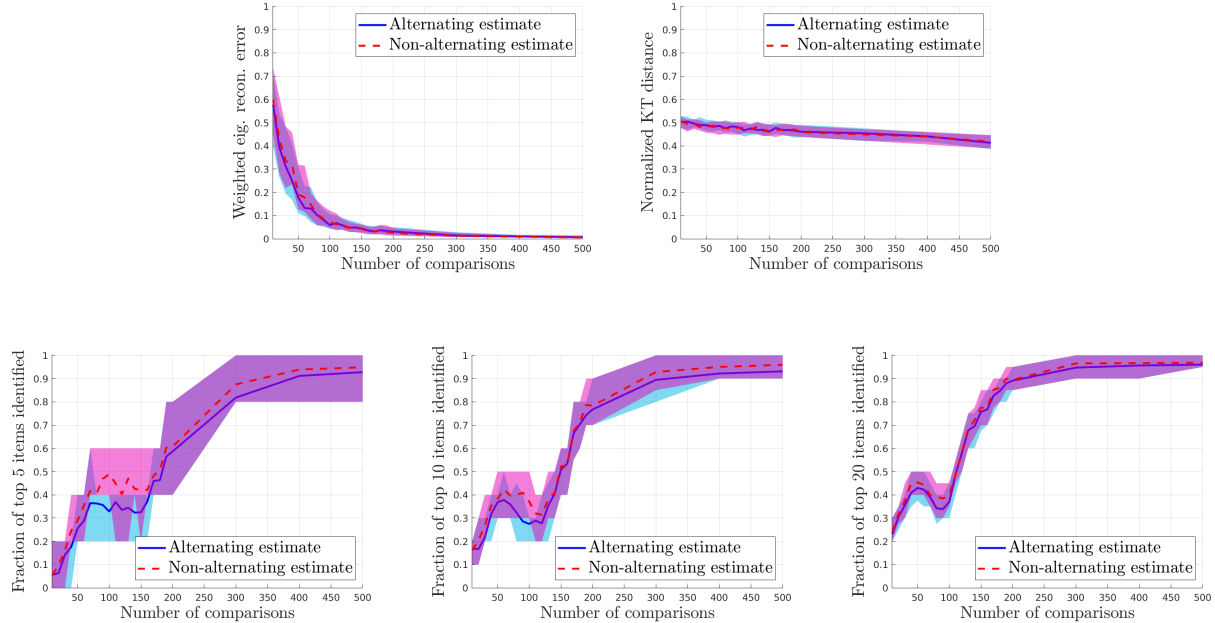 1
0.9
0.8
0.7
0.6
0.5
0.4
0.3
0.2
0.1
0
Weighted eig. recon. error
Alternating estimate
Non-alternating estimate
50 100 150 200 250 300 350 400 450 500
Number of comparisons
1
0.9
0.8
0.7
0.6
0.5
0.4
0.3
0.2
0.1
0
Normalized KT distance
Alternating estimate
Non-alternating estimate
50 100 150 200 250 300 350 400 450 500
Number of comparisons
1
0.9
0.8
0.7
0.6
0.5
0.4
0.3
0.2
0.1
0
Fraction of top 5 items identified
Alternating estimate
Non-alternating estimate
50 100 150 200 250 300 350 400 450 500
Number of comparisons
1
0.9
0.8
0.7
0.6
0.5
0.4
0.3
0.2
0.1
0
Fraction of top 10 items identified
Alternating estimate
Non-alternating estimate
50 100 150 200 250 300 350 400 450 500
Number of comparisons
1
0.9
0.8
0.7
0.6
0.5
0.4
0.3
0.2
0.1
0
Fraction of top 20 items identified
Alternating estimate
Non-alternating estimate
50 100 150 200 250 300 350 400 450 500
Number of comparisons